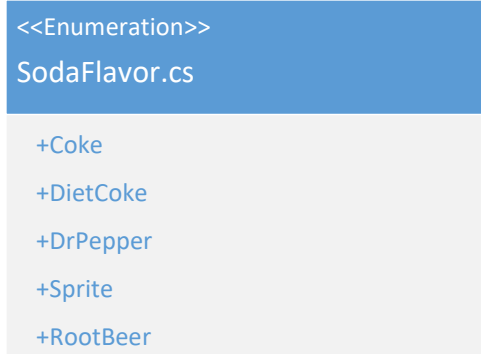 <<Enumeration>>
SodaFlavor.cs
+Coke
+DietCoke
+DrPepper
+Sprite
+RootBeer